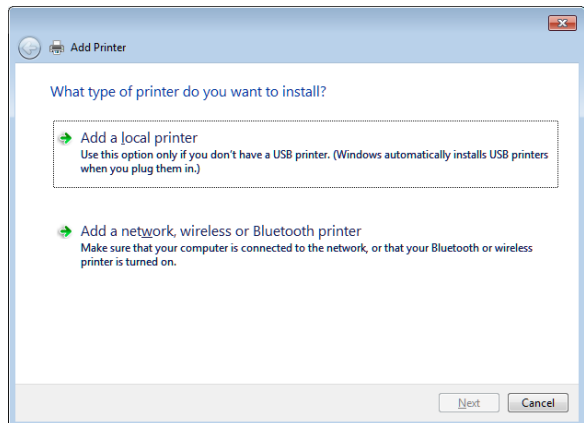 Add Printer
What type of printer do you want to install?
Add a local printer
Use this option only if you don't have a USB printer. (Windows automatically installs USB printers
when you plug them in.)
Add a network, wireless or Bluetooth printer
Make sure that your computer is connected to the network, or that your Bluetooth or wireless
printer is turned on.
Next Cancel